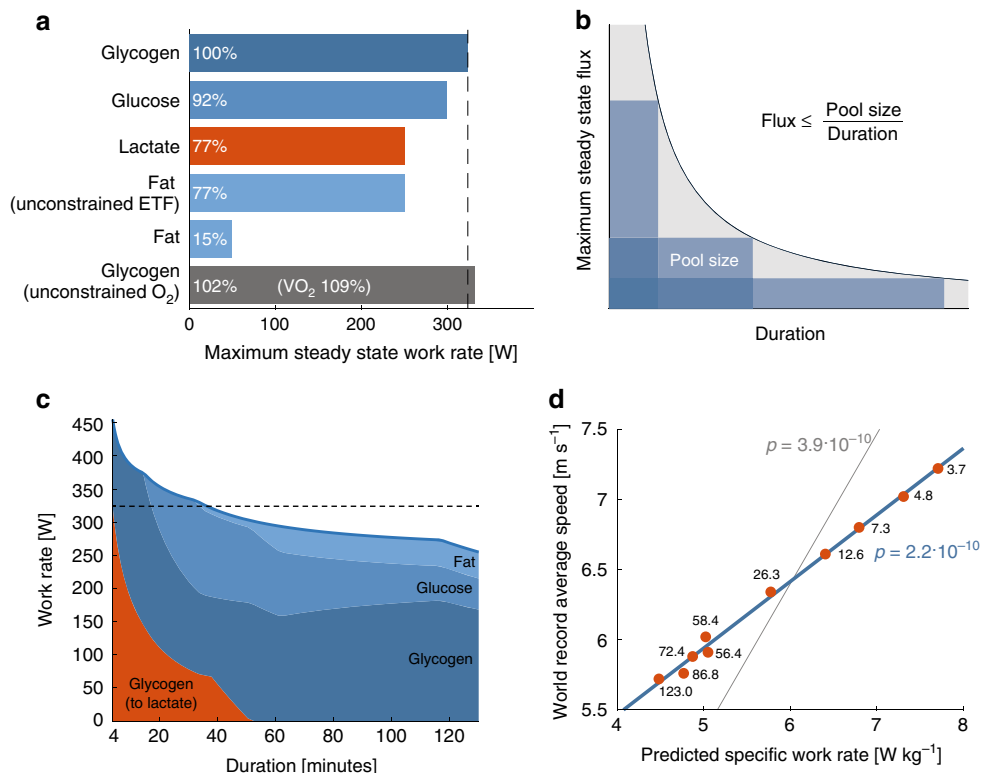 a
Glycogen
100%
Glucose
92%
Lactate
77%
Fat
(unconstrained ETF)
77%
Fat
15%
Glycogen
(unconstrained O₂)
102% (VO₂ 109%)
0 100 200 300
Maximum steady state work rate [W]
b
Maximum steady state flux
Flux ≤ Pool size
Duration
Pool size
Duration
c
Work rate [W]
450
400
350
300
250
200
150
100
50
0
Fat
Glucose
Glycogen
Glycogen
(to lactate)
4 20 40 60 80 100 120
Duration [minutes]
d
World record average speed [m s⁻¹]
7.5
7
6.5
6
5.5
p = 3.9·10⁻¹⁰
3.7
4.8
7.3
12.6
p = 2.2·10⁻¹⁰
26.3
58.4
72.4
56.4
86.8
123.0
4 5 6 7 8
Predicted specific work rate [W kg⁻¹]